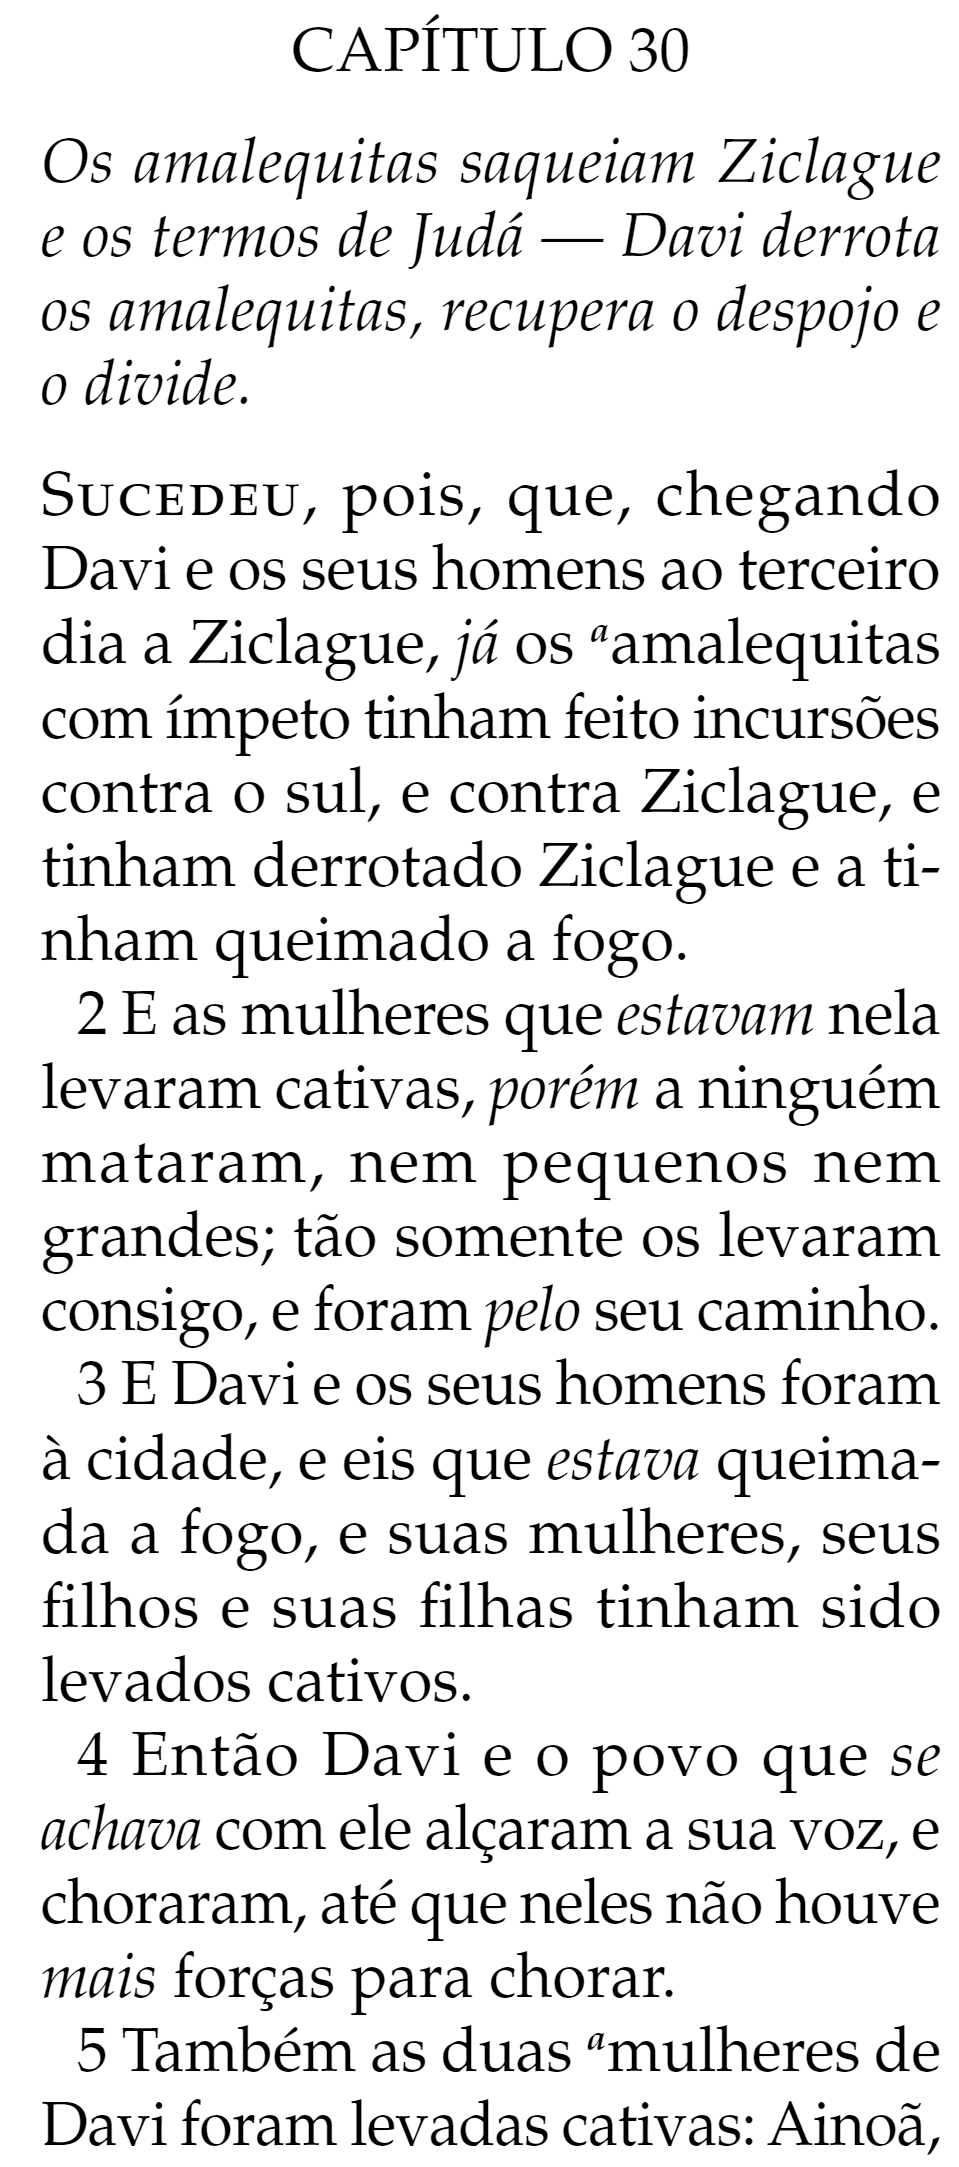 CAPÍTULO 30
Os amalequitas saqueiam Ziclague
e os termos de Judá — Davi derrota
os amalequitas, recupera o despojo e
o divide.
Sucedeu, pois, que, chegando
Davi e os seus homens ao terceiro
dia a Ziclague, já os ᵃamalequitas
com ímpeto tinham feito incursões
contra o sul, e contra Ziclague, e
tinham derrotado Ziclague e a ti-
nham queimado a fogo.
2 E as mulheres que estavam nela
levaram cativas, porém a ninguém
mataram, nem pequenos nem
grandes; tão somente os levaram
consigo, e foram pelo seu caminho.
3 E Davi e os seus homens foram
à cidade, e eis que estava queima-
da a fogo, e suas mulheres, seus
filhos e suas filhas tinham sido
levados cativos.
4 Então Davi e o povo que se
achava com ele alçaram a sua voz, e
choraram, até que neles não houve
mais forças para chorar.
5 Também as duas ᵃmulheres de
Davi foram levadas cativas: Ainoã,